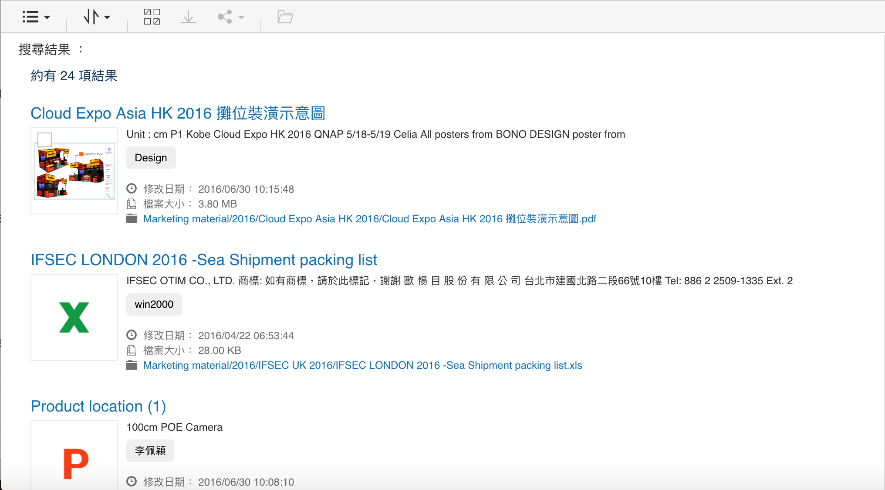 搜尋結果 ：
約有 24 項結果
Cloud Expo Asia HK 2016 攤位裝潢示意圖
Unit : cm P1 Kobe Cloud Expo HK 2016 QNAP 5/18-5/19 Celia All posters from BONO DESIGN poster from
Design
修改日期： 2016/06/30 10:15:48
檔案大小： 3.80 MB
Marketing material/2016/Cloud Expo Asia HK 2016/Cloud Expo Asia HK 2016 攤位裝潢示意圖.pdf
IFSEC LONDON 2016 -Sea Shipment packing list
IFSEC OTIM CO., LTD. 商標: 如有商標，請於此標記，謝謝 歐 惕 目 股 份 有 限 公 司 台北市建國北路二段66號10樓 Tel: 886 2 2509-1335 Ext. 2
X
win2000
修改日期： 2016/04/22 06:53:44
檔案大小： 28.00 KB
Marketing material/2016/IFSEC UK 2016/IFSEC LONDON 2016 -Sea Shipment packing list.xls
Product location (1)
100cm POE Camera
P
李佩穎
修改日期： 2016/06/30 10:08:10